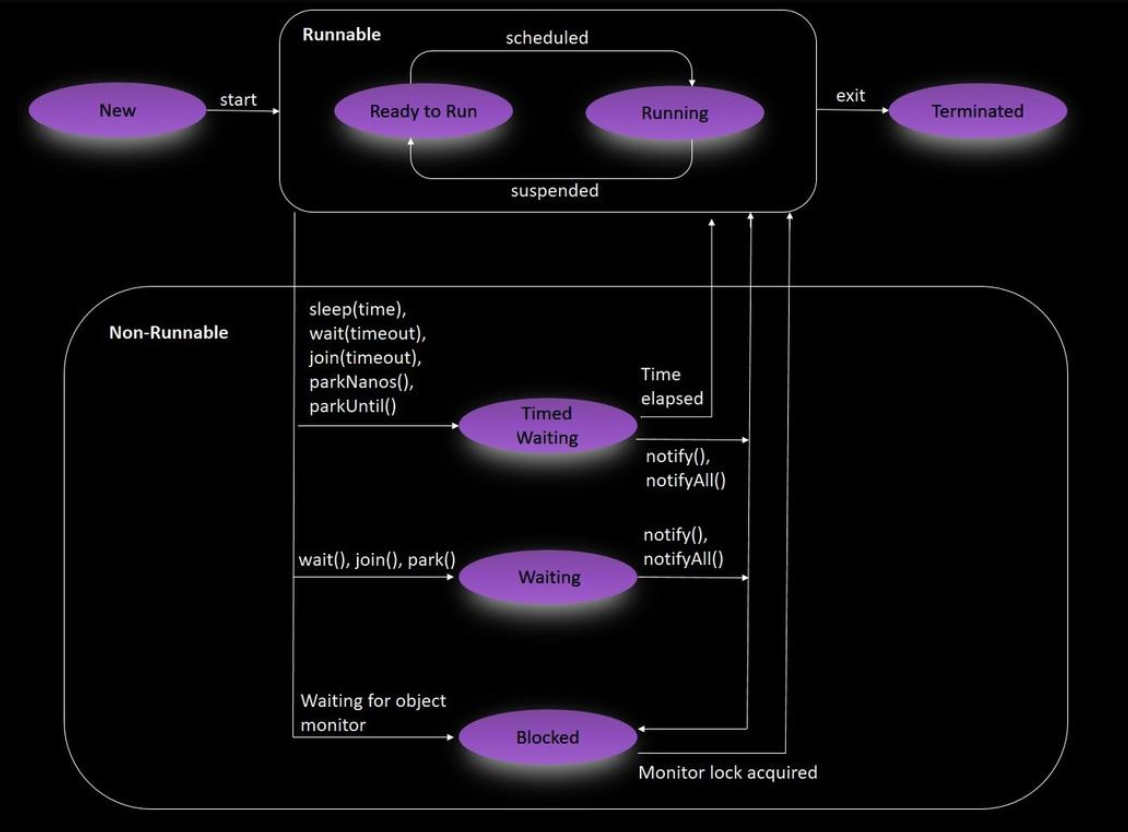 Runnable
scheduled
New
start
Ready to Run
Running
exit
Terminated
suspended
Non-Runnable
sleep(time),
wait(timeout),
join(timeout),
parkNanos(),
parkUntil()
Timed
Waiting
Time
elapsed
notify(),
notifyAll()
wait(), join(), park()
Waiting
notify(),
notifyAll()
Waiting for object
monitor
Blocked
Monitor lock acquired